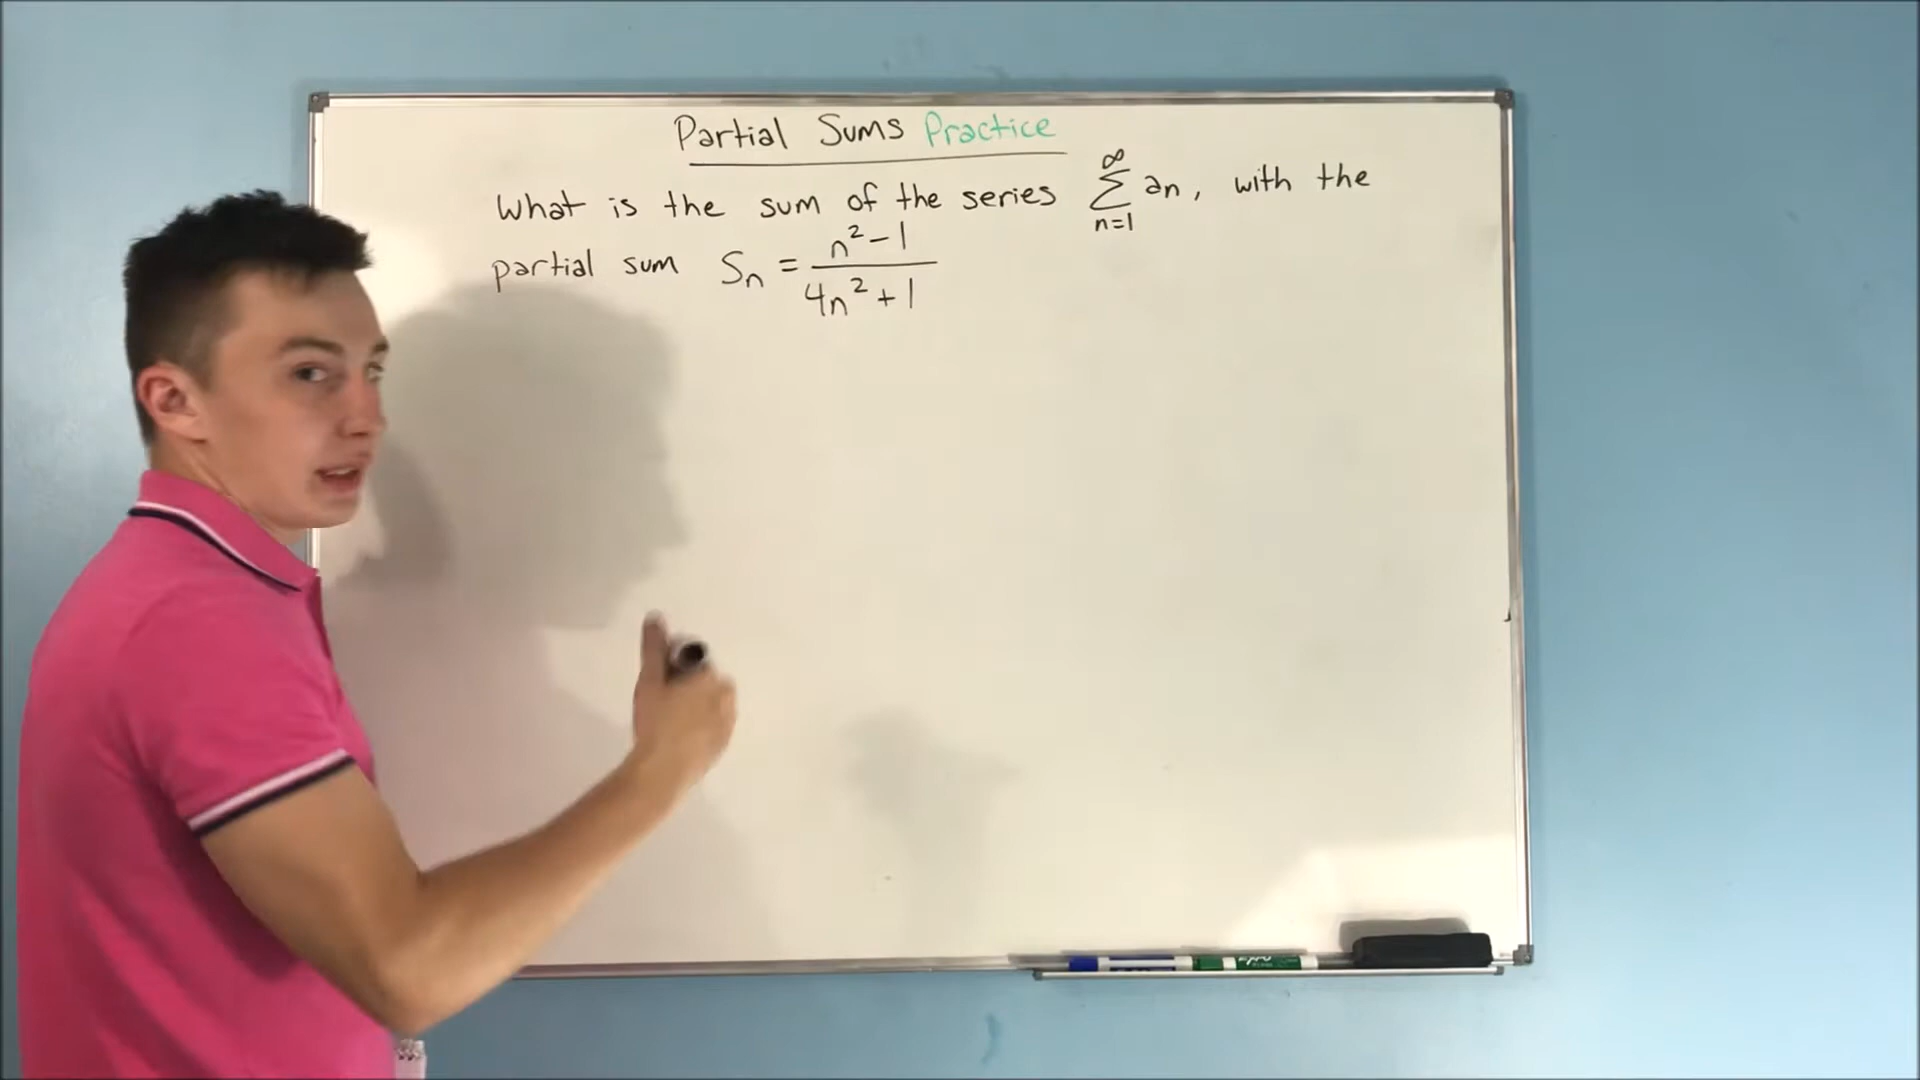 Partial Sums Practice
What is the sum of the series ∑_{n=1}^{∞} an, with the
partial sum Sn = (n² - 1)/(4n² + 1)